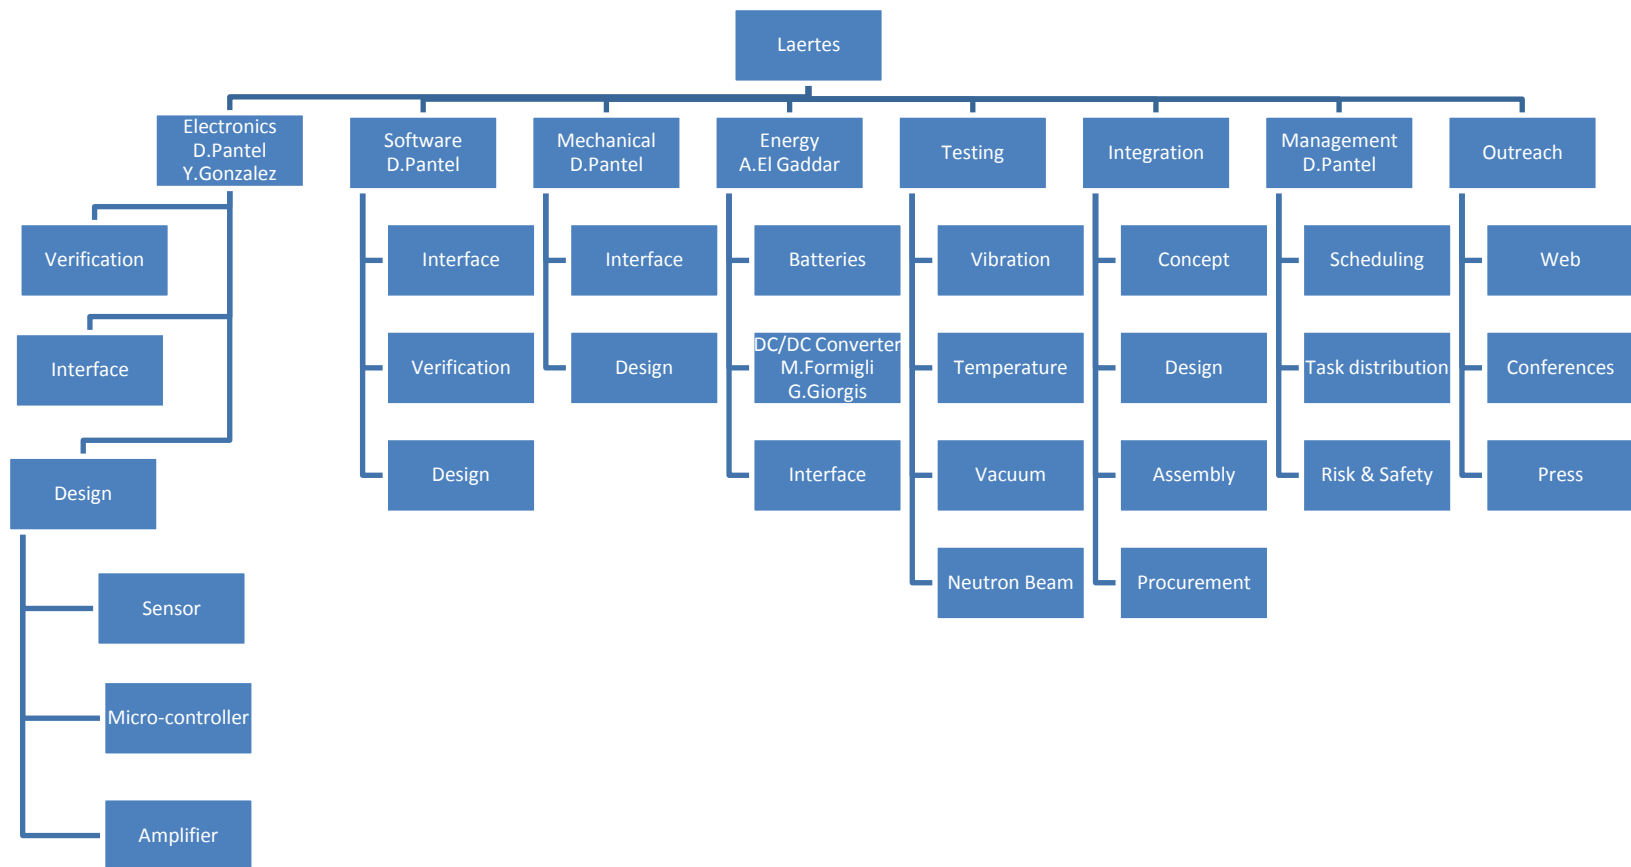 Laertes
Electronics
D.Pantel
Y.Gonzalez
Software
D.Pantel
Mechanical
D.Pantel
Energy
A.El Gaddar
Testing
Integration
Management
D.Pantel
Outreach
Verification
Interface
Design
Sensor
Micro-controller
Amplifier
Interface
Verification
Design
Interface
Design
Batteries
DC/DC Converter
M.Formigli
G.Giorgis
Interface
Vibration
Temperature
Vacuum
Neutron Beam
Concept
Design
Assembly
Procurement
Scheduling
Task distribution
Risk & Safety
Web
Conferences
Press